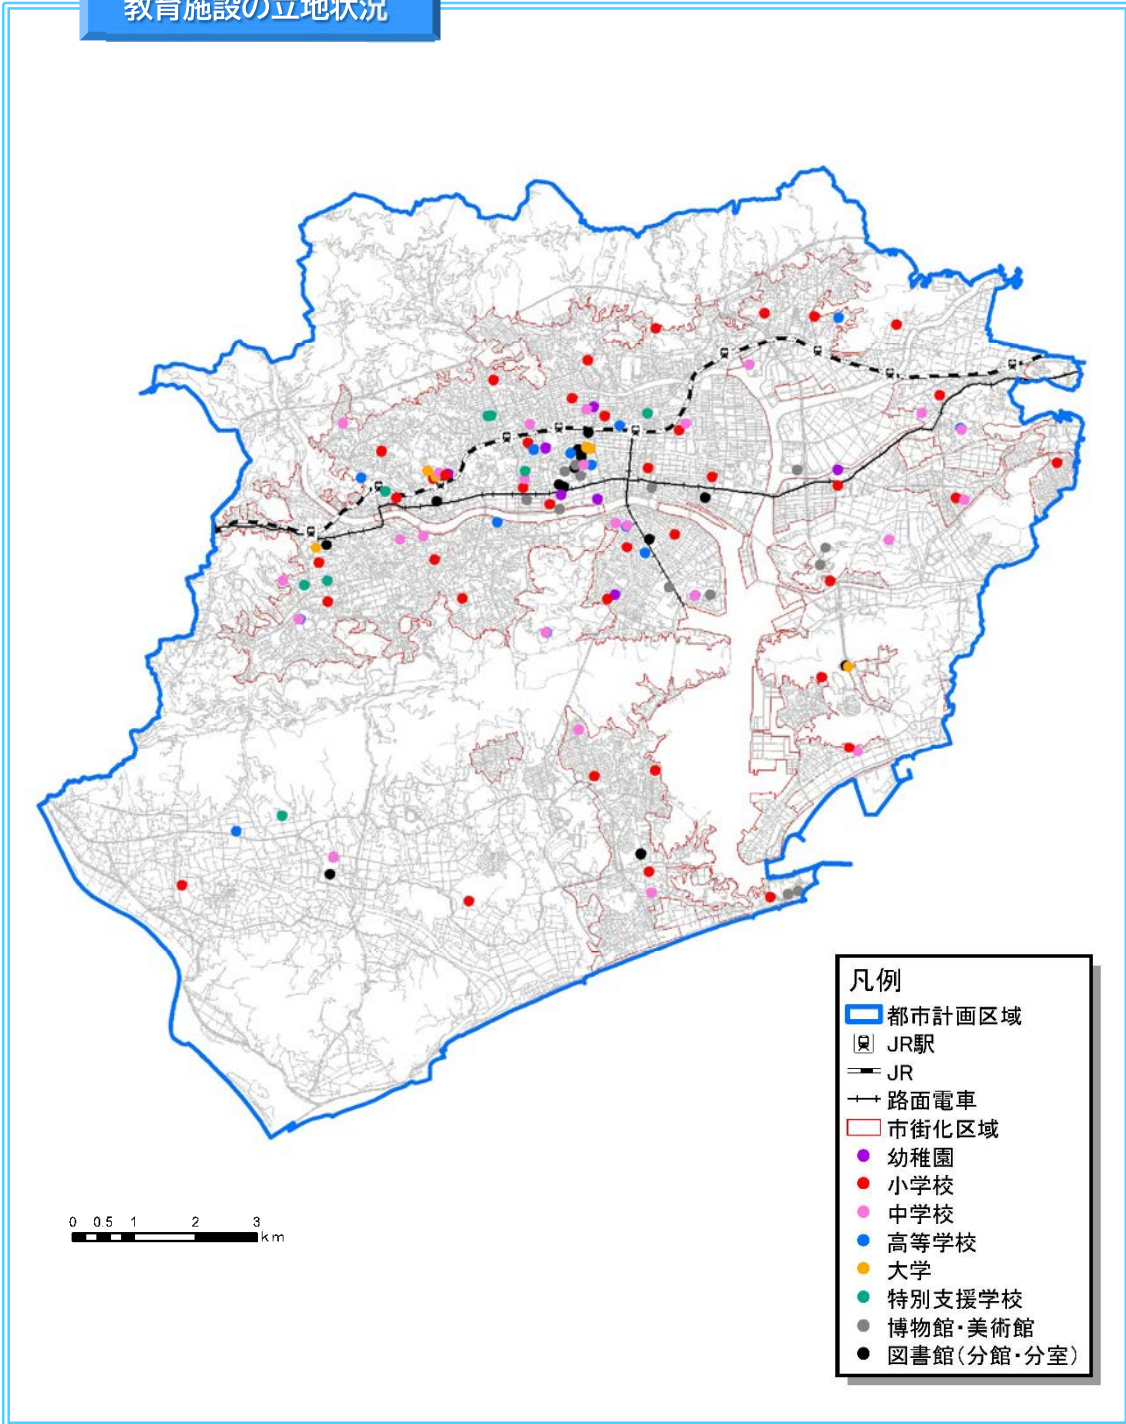 教育施設の立地状況
凡例
都市計画区域
JR駅
JR
路面電車
市街化区域
幼稚園
小学校
中学校
高等学校
大学
特別支援学校
博物館・美術館
図書館(分館・分室)
0 0.5 1 2 3
km